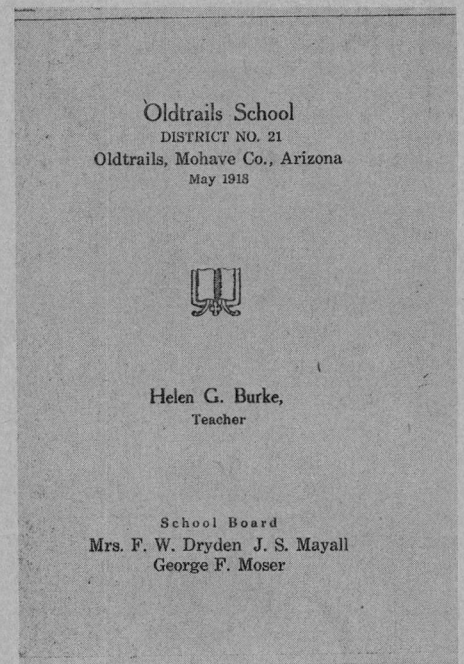 Oldtrails School
DISTRICT NO. 21
Oldtrails, Mohave Co., Arizona
May 1918
Helen G. Burke,
Teacher
School Board
Mrs. F. W. Dryden J. S. Mayall
George F. Moser